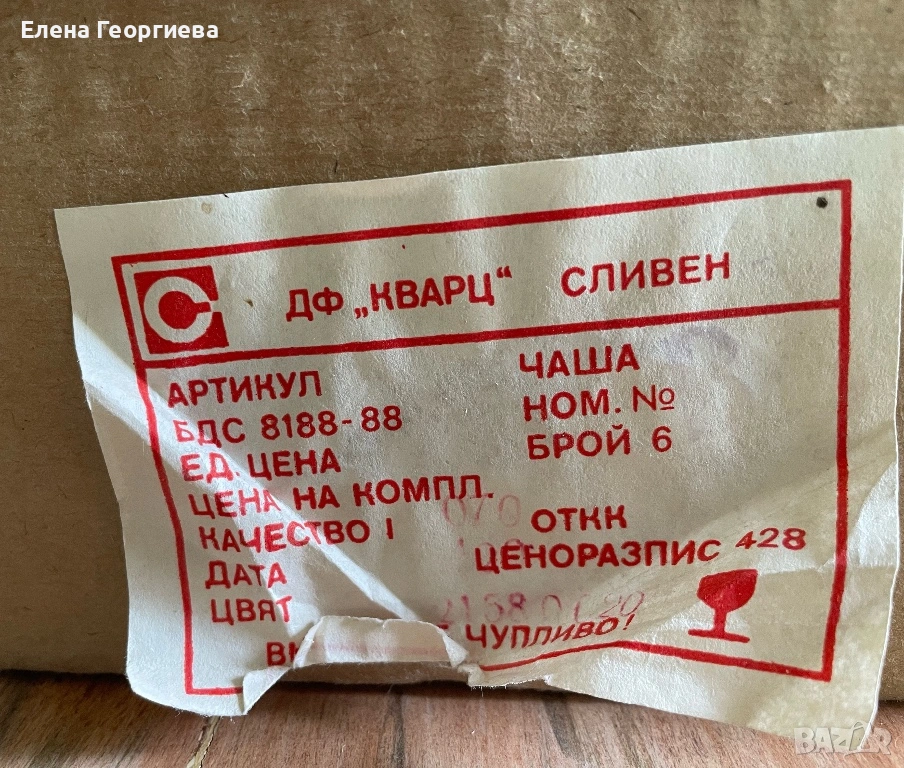 Елена Георгиева
ДФ „КВАРЦ“ СЛИВЕН
АРТИКУЛ ЧАША
БДС 8188-88 НОМ. №
ЕД. ЦЕНА БРОЙ 6
ЦЕНА НА КОМПЛ.
КАЧЕСТВО I ОТКК
ДАТА ЦЕНОРАЗПИС 428
ЦВЯТ
ЧУПЛИВО!
BAZAR